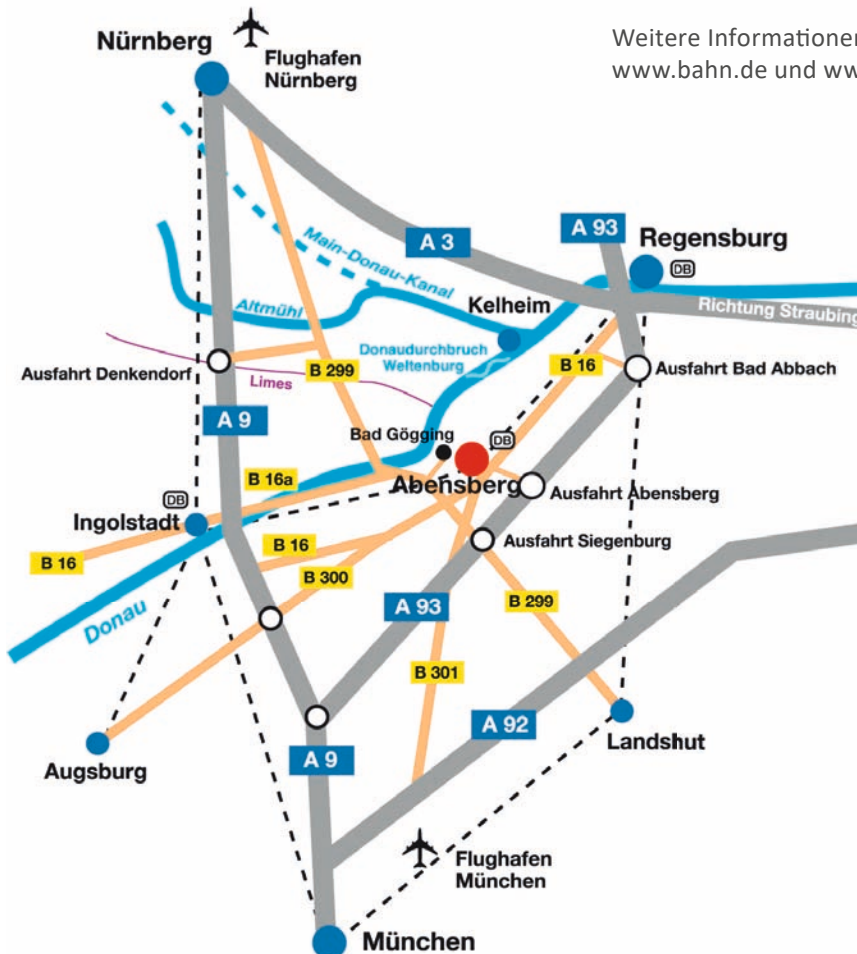 Nürnberg
Flughafen
Nürnberg
Weitere Informationen
www.bahn.de und
A 3
A 93
Regensburg
DB
Main-Donau-Kanal
Altmühl
Kelheim
Richtung Straubing
Donaudurchbruch
Weltenburg
B 16
Ausfahrt Bad Abbach
Ausfahrt Denkendorf
Limes
B 299
A 9
Bad Gögging
DB
Abensberg
Ausfahrt Abensberg
B 16a
DB
Ingolstadt
Ausfahrt Siegenburg
B 16
B 16
B 300
Donau
A 93
B 299
B 301
A 92
Landshut
Augsburg
A 9
Flughafen
München
München